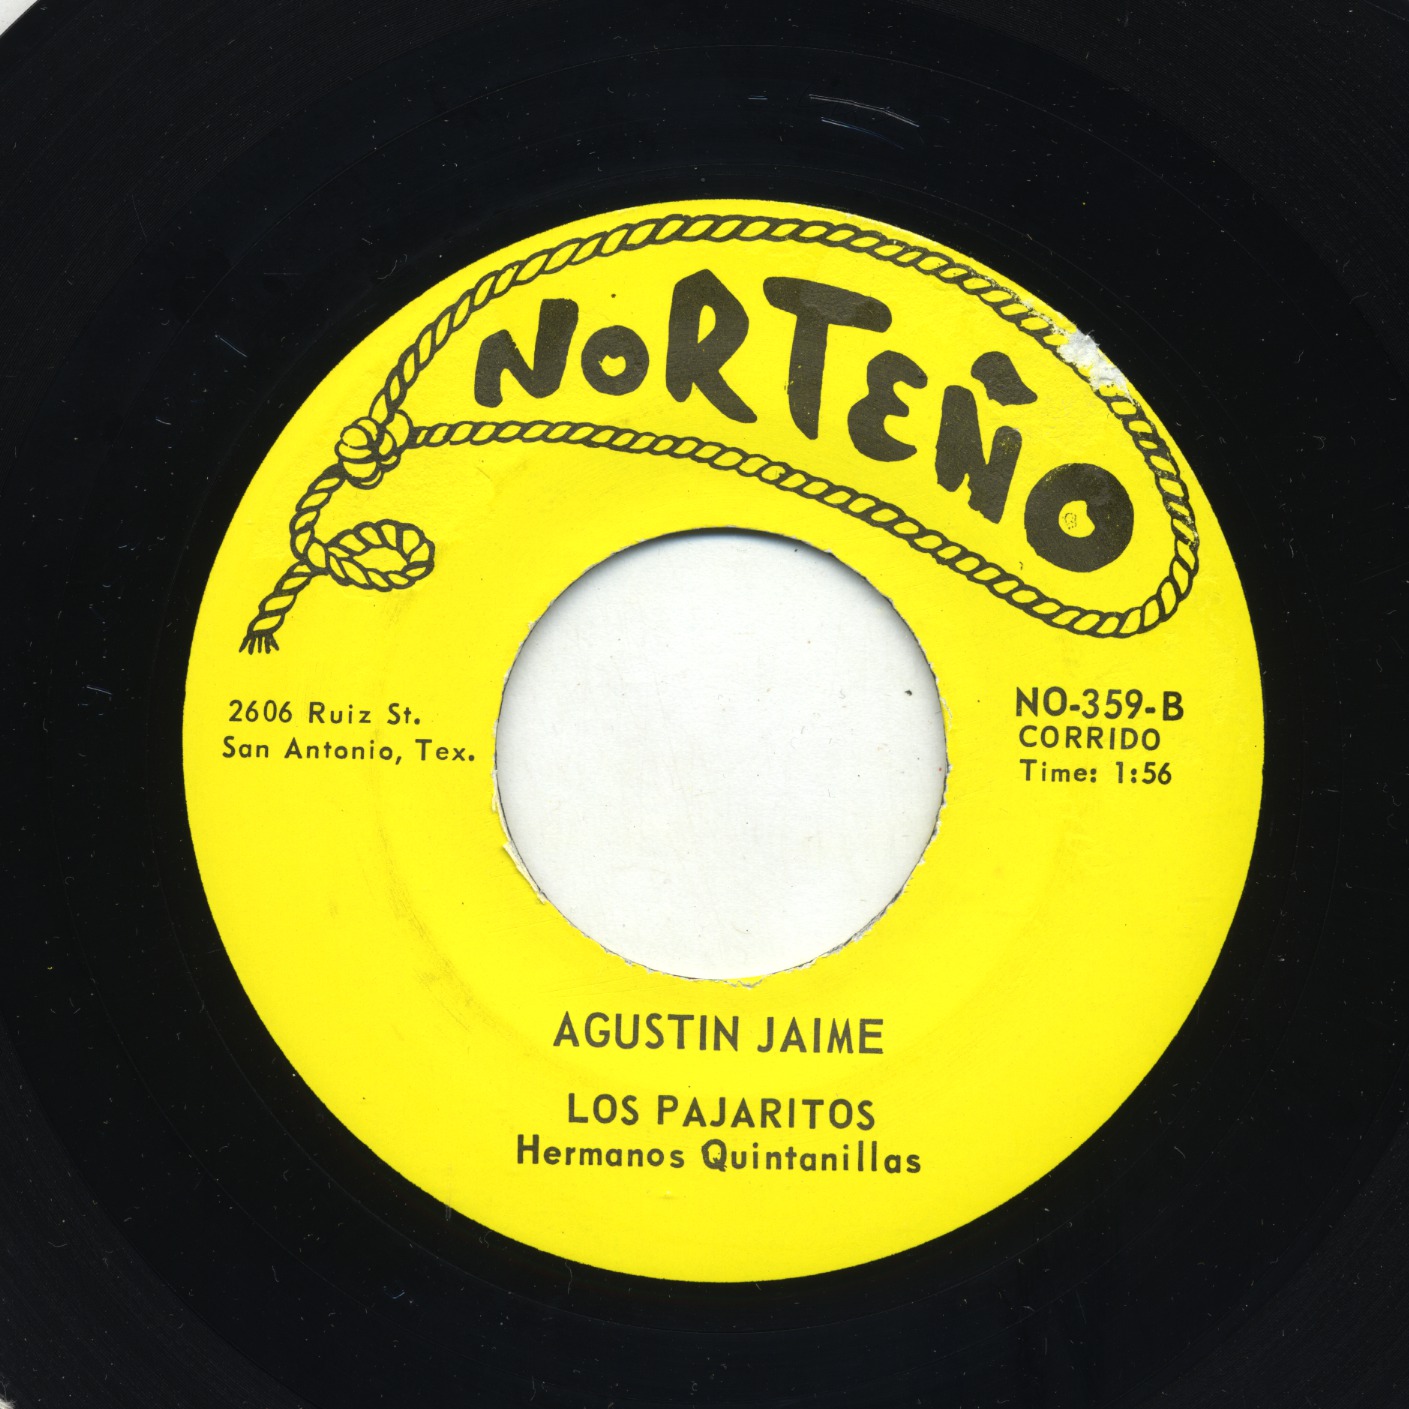 NORTEÑO
2606 Ruiz St.
San Antonio, Tex.
NO-359-B
CORRIDO
Time: 1:56
AGUSTIN JAIME
LOS PAJARITOS
Hermanos Quintanillas